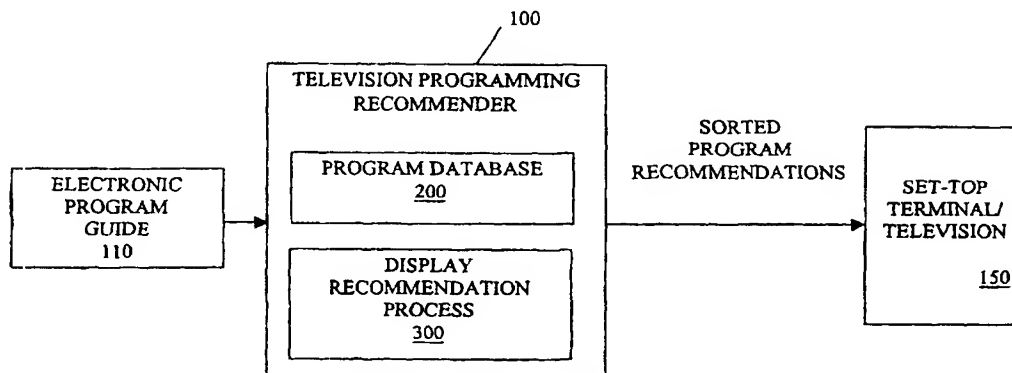 100
TELEVISION PROGRAMMING
RECOMMENDER
PROGRAM DATABASE
200
DISPLAY
RECOMMENDATION
PROCESS
300
ELECTRONIC
PROGRAM
GUIDE
110
SORTED
PROGRAM
RECOMMENDATIONS
SET-TOP
TERMINAL/
TELEVISION
150